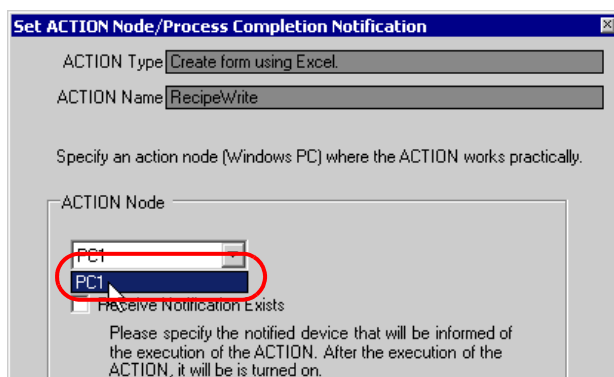 Set ACTION Node/Process Completion Notification
ACTION Type Create form using Excel.
ACTION Name RecipeWrite
Specify an action node (Windows PC) where the ACTION works practically.
ACTION Node
PC1
PC1
Receive Notification Exists
Please specify the notified device that will be informed of
the execution of the ACTION. After the execution of the
ACTION, it will be is turned on.